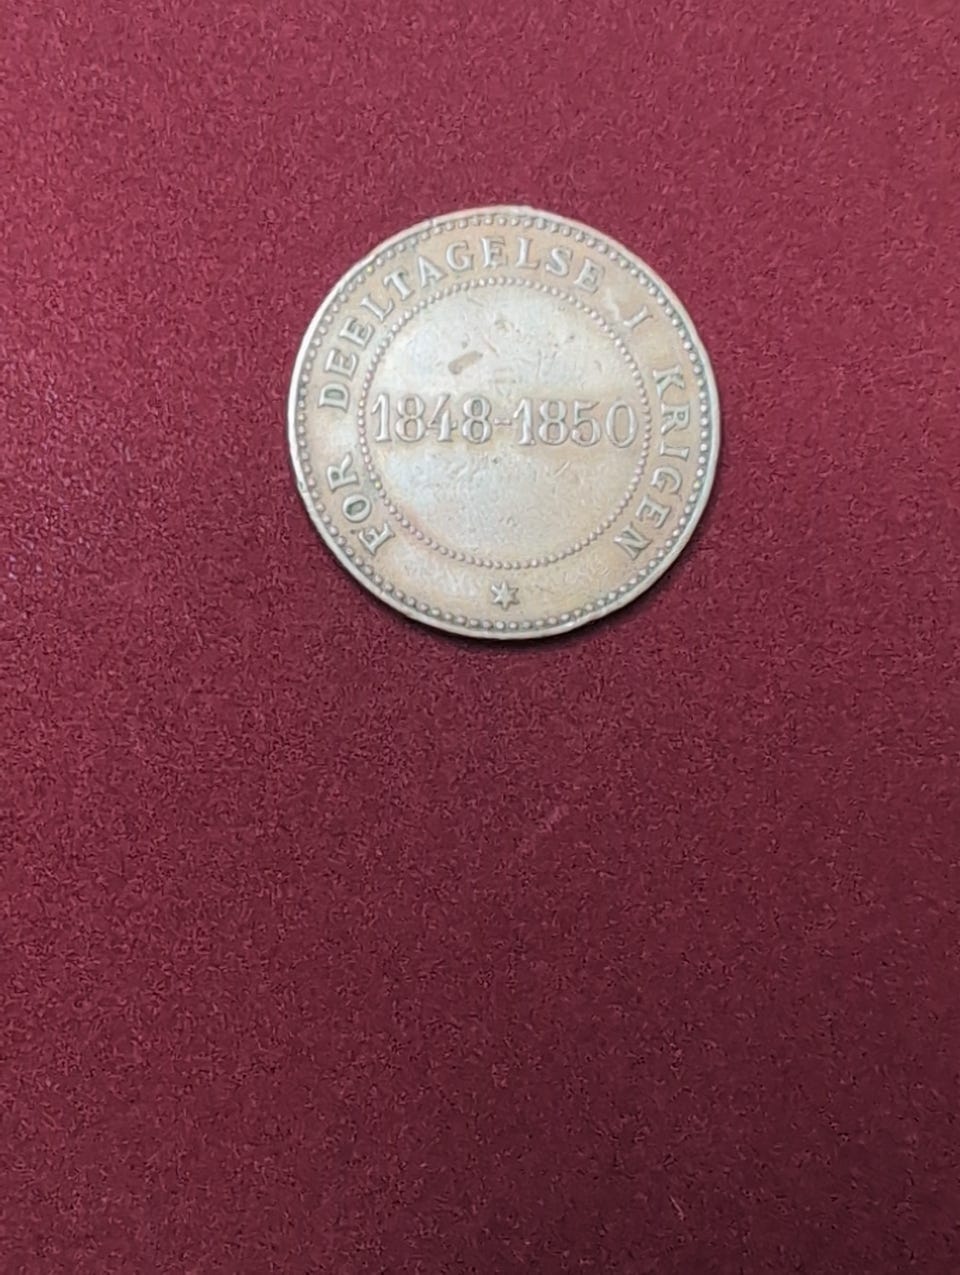 FOR DEELTAGELSE I KRIGEN
1848-1850